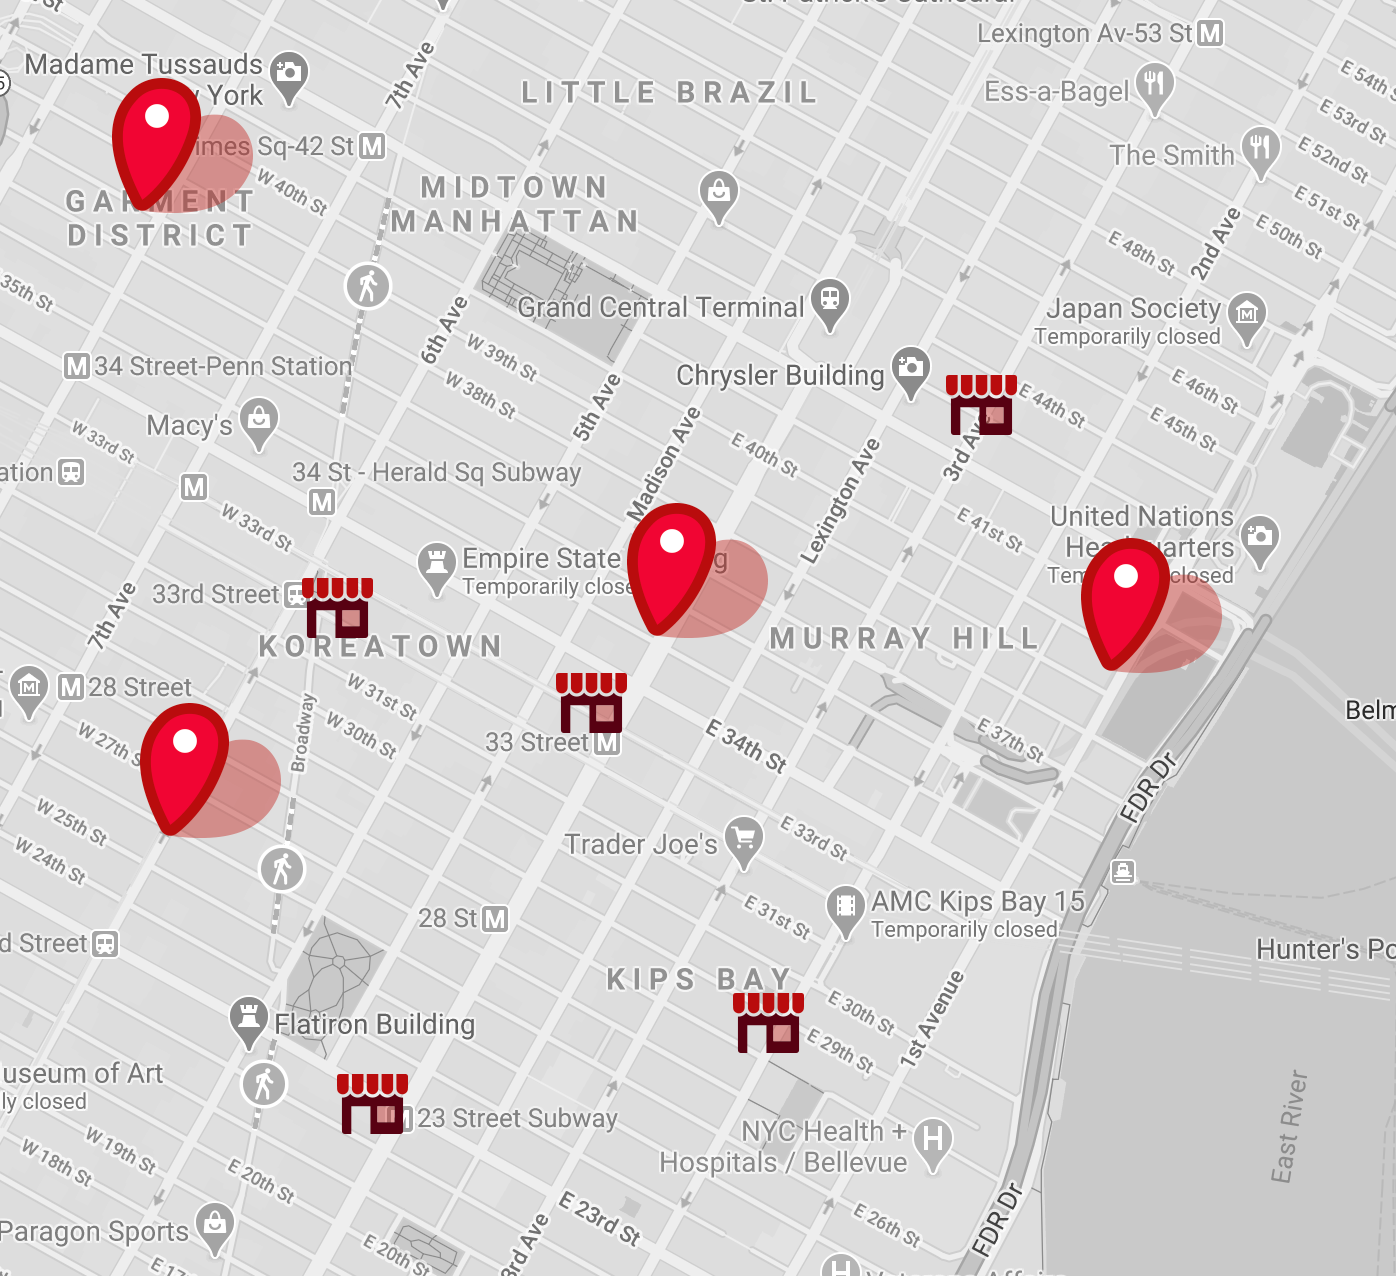 St. Patrick's Cathedral
Lexington Av-53 St M
Madame Tussauds
York
7th Ave
LITTLE BRAZIL
Ess-a-Bagel
E 54th
E 53rd St
Sq-42 St M
The Smith
E 52nd St
W 40th St
MIDTOWN
MANHATTAN
E 51st St
GARMENT
DISTRICT
E 50th St
2nd Ave
E 48th St
35th St
Grand Central Terminal
Japan Society
Temporarily closed
6th Ave
W 39th St
M 34 Street-Penn Station
W 38th St
Chrysler Building
E 46th St
E 44th St
E 45th St
5th Ave
Macy's
W 33rd St
Madison Ave
E 40th St
Lexington Ave
3rd Av
34 St - Herald Sq Subway
M
M
W 33rd St
E 41st St
United Nations
Headquarters
closed
Empire State
Temporarily close
33rd Street
7th Ave
KOREATOWN
MURRAY HILL
M 28 Street
W 31st St
W 30th St
Broadway
W 27th St
33 Street M
E 34th St
E 37th St
Belm
FDR Dr
W 25th St
W 24th St
Trader Joe's
E 33rd St
AMC Kips Bay 15
Temporarily closed
E 31st St
28 St M
d Street
Hunter's Po
KIPS BAY
E 30th St
E 29th St
1st Avenue
Flatiron Building
useum of Art
ly closed
23 Street Subway
NYC Health +
Hospitals / Bellevue
H
East River
W 19th St
W 18th St
E 20th St
E 23rd St
E 26th St
FDR Dr
Paragon Sports
E 20th St
3rd Ave
E 17
H